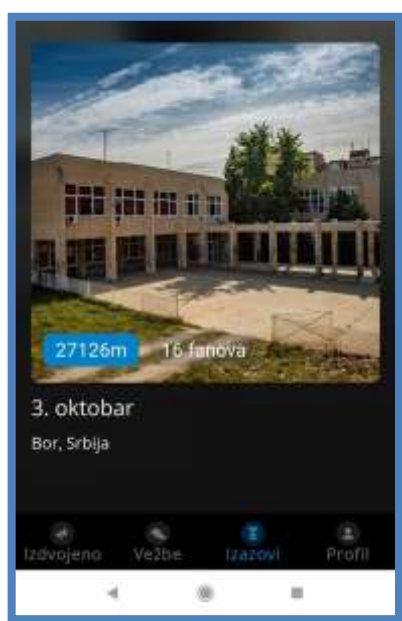 27126m 16 fanova
3. oktobar
Bor, Srbija
Izdvojeno Vežbe Izazovi Profil